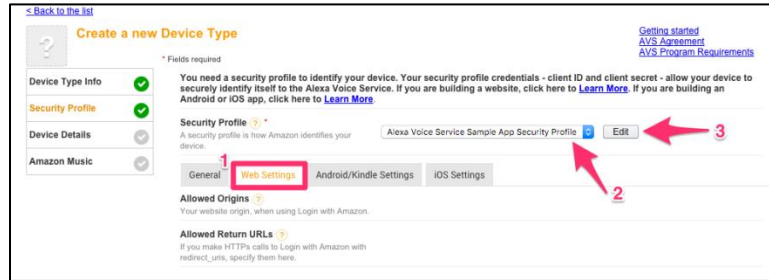 < Back to the list
?
Create a new Device Type
Getting started
AVS Agreement
AVS Program Requirements
* Fields required
Device Type Info
Security Profile
Device Details
Amazon Music
You need a security profile to identify your device. Your security profile credentials - client ID and client secret - allow your device to
securely identify itself to the Alexa Voice Service. If you are building a website, click here to Learn More. If you are building an
Android or iOS app, click here to Learn More.
Security Profile ? *
A security profile is how Amazon identifies your
device.
Alexa Voice Service Sample App Security Profile
Edit
3
1
2
General
Web Settings
Android/Kindle Settings
iOS Settings
Allowed Origins ?
Your website origin, when using Login with Amazon.
Allowed Return URLs ?
If you make HTTPs calls to Login with Amazon with
redirect_uris, specify them here.